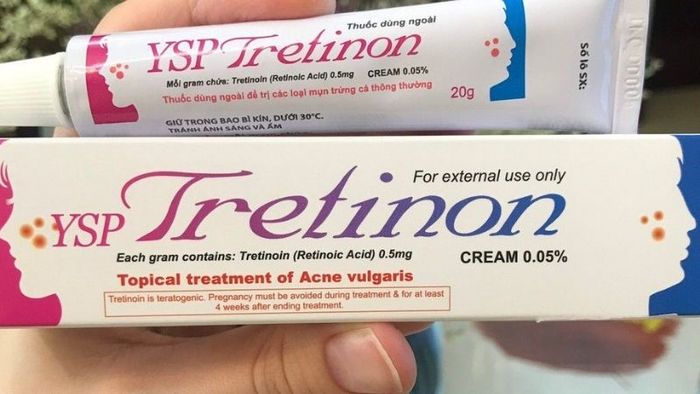 Thuốc dùng ngoài
YSP Tretinon
Mỗi gram chứa: Tretinoin (Retinoic Acid) 0.5mg CREAM 0.05%
Thuốc dùng ngoài để trị các loại mụn trứng cá thông thường
20g
GIỮ TRONG BAO BÌ KÍN, DƯỚI 30°C.
TRÁNH ÁNH SÁNG VÀ ẨM
Số lô SX:
For external use only
YSP Tretinon
Each gram contains: Tretinoin (Retinoic Acid) 0.5mg CREAM 0.05%
Topical treatment of Acne vulgaris
Tretinoin is teratogenic. Pregnancy must be avoided during treatment & for at least
4 weeks after ending treatment.